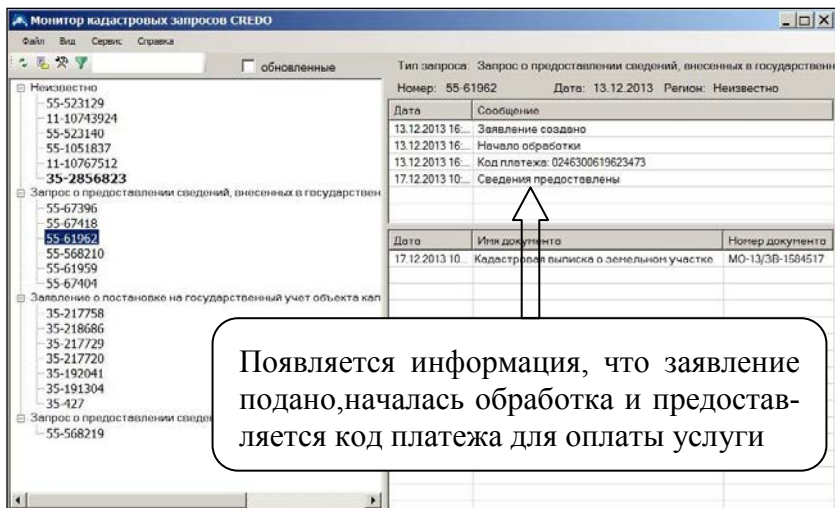 Монитор кадастровых запросов CREDO
Файл Вид Сервис Справка
обновленные
Неизвестно
55-523129
11-10743924
55-523140
55-1051837
11-10767512
35-2856823
Запрос о предоставлении сведений, внесенных в государствен
55-67396
55-67418
55-61962
55-568210
55-61959
55-67404
Заявление о постановке на государственный учет объекта кап
35-217758
35-218686
35-217729
35-217720
35-192041
35-191304
35-427
Запрос о предоставлении сведе
55-568219
Тип запроса: Запрос о предоставлении сведений, внесенных в государственн
Номер: 55-61962 Дата: 13.12.2013 Регион: Неизвестно
Дата Сообщение
13.12.2013 16:... Заявление создано
13.12.2013 16:... Начало обработки
13.12.2013 16:... Код платежа: 0246300619623473
17.12.2013 10:... Сведения предоставлены
Дата Имя документа Номер документа
17.12.2013 10... Кадастровая выписка о земельном участке МО-13/ЗВ-1584517
Появляется информация, что заявление
подано,началась обработка и предостав-
ляется код платежа для оплаты услуги